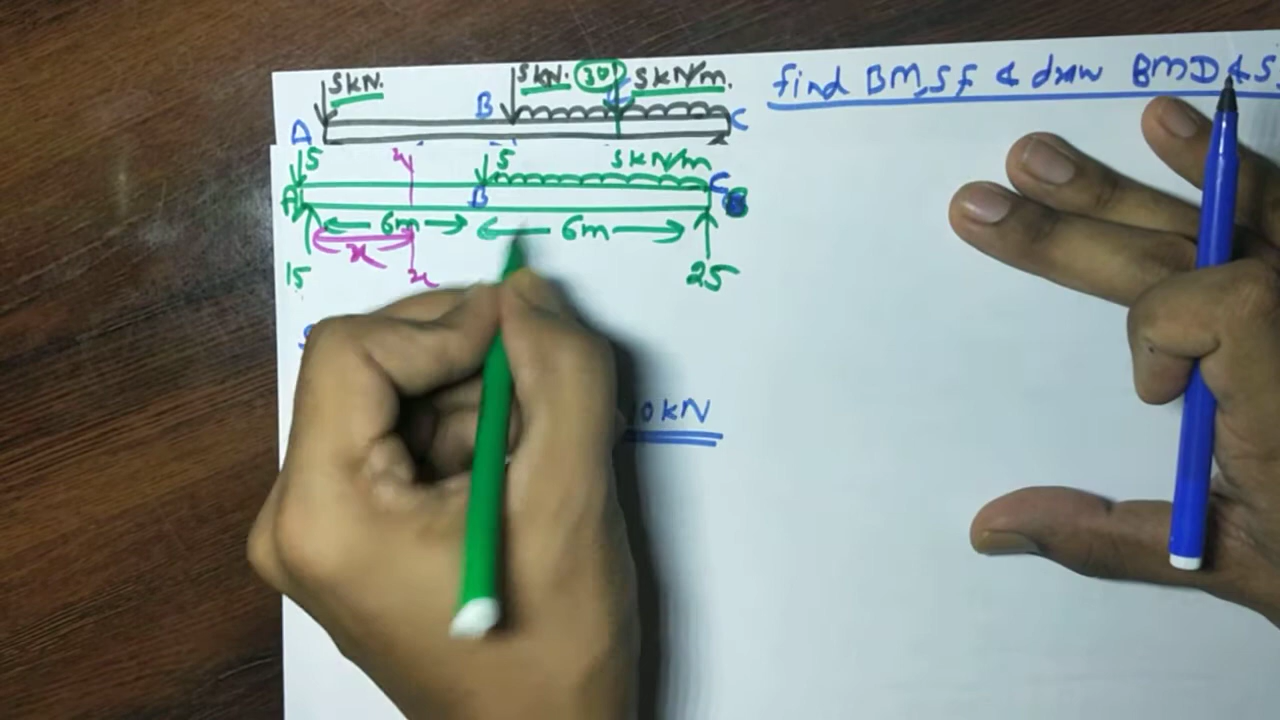 find BM, SF & draw BMD & S
5kN. 5kN. 30 5kN/m.
A B C
5 x 5 5kN/m
A B C
6m 6m
x
15 x 25
10kN